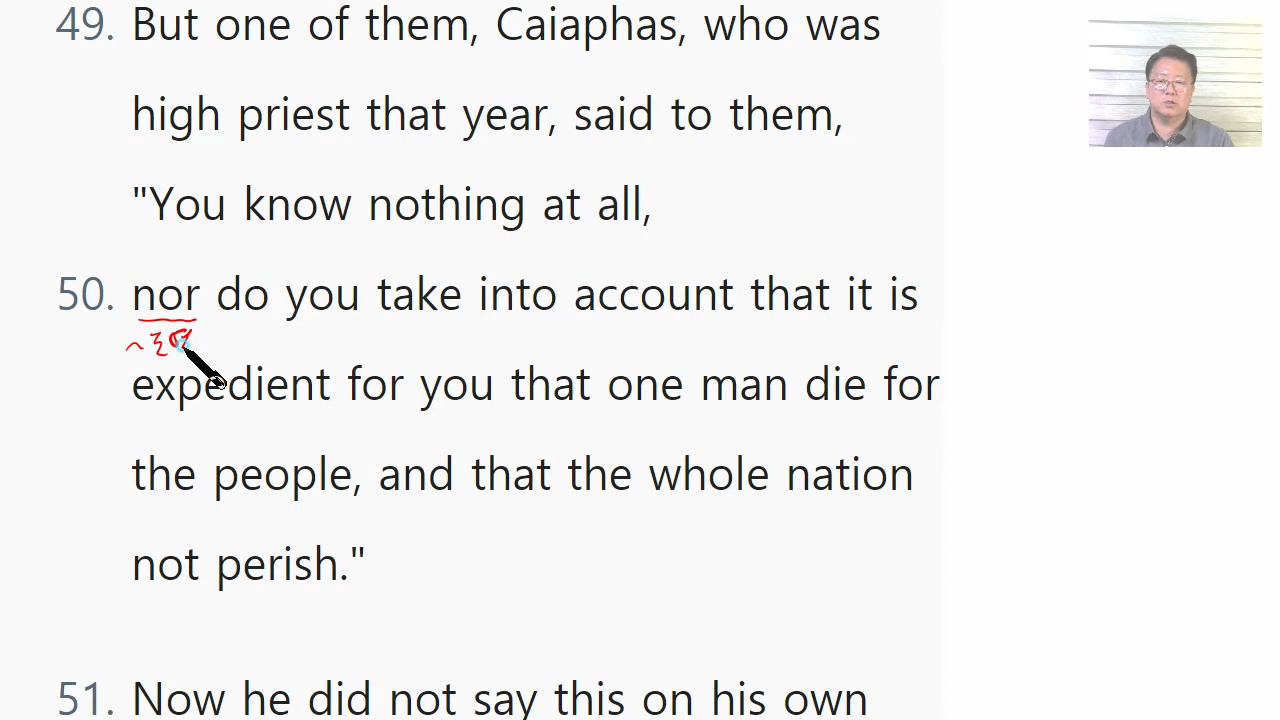 49. But one of them, Caiaphas, who was
high priest that year, said to them,
"You know nothing at all,
50. nor do you take into account that it is
expedient for you that one man die for
the people, and that the whole nation
not perish."
51. Now he did not say this on his own